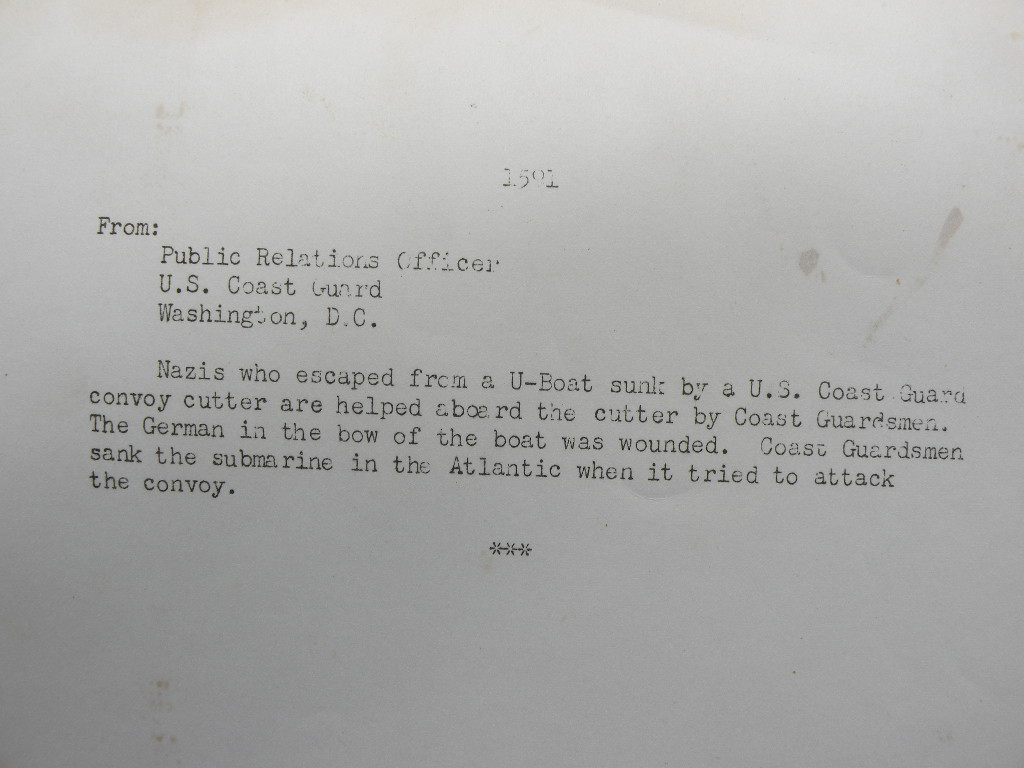 1591
From:
Public Relations Officer
U.S. Coast Guard
Washington, D.C.
Nazis who escaped from a U-Boat sunk by a U.S. Coast Guard
convoy cutter are helped aboard the cutter by Coast Guardsmen.
The German in the bow of the boat was wounded. Coast Guardsmen
sank the submarine in the Atlantic when it tried to attack
the convoy.
***